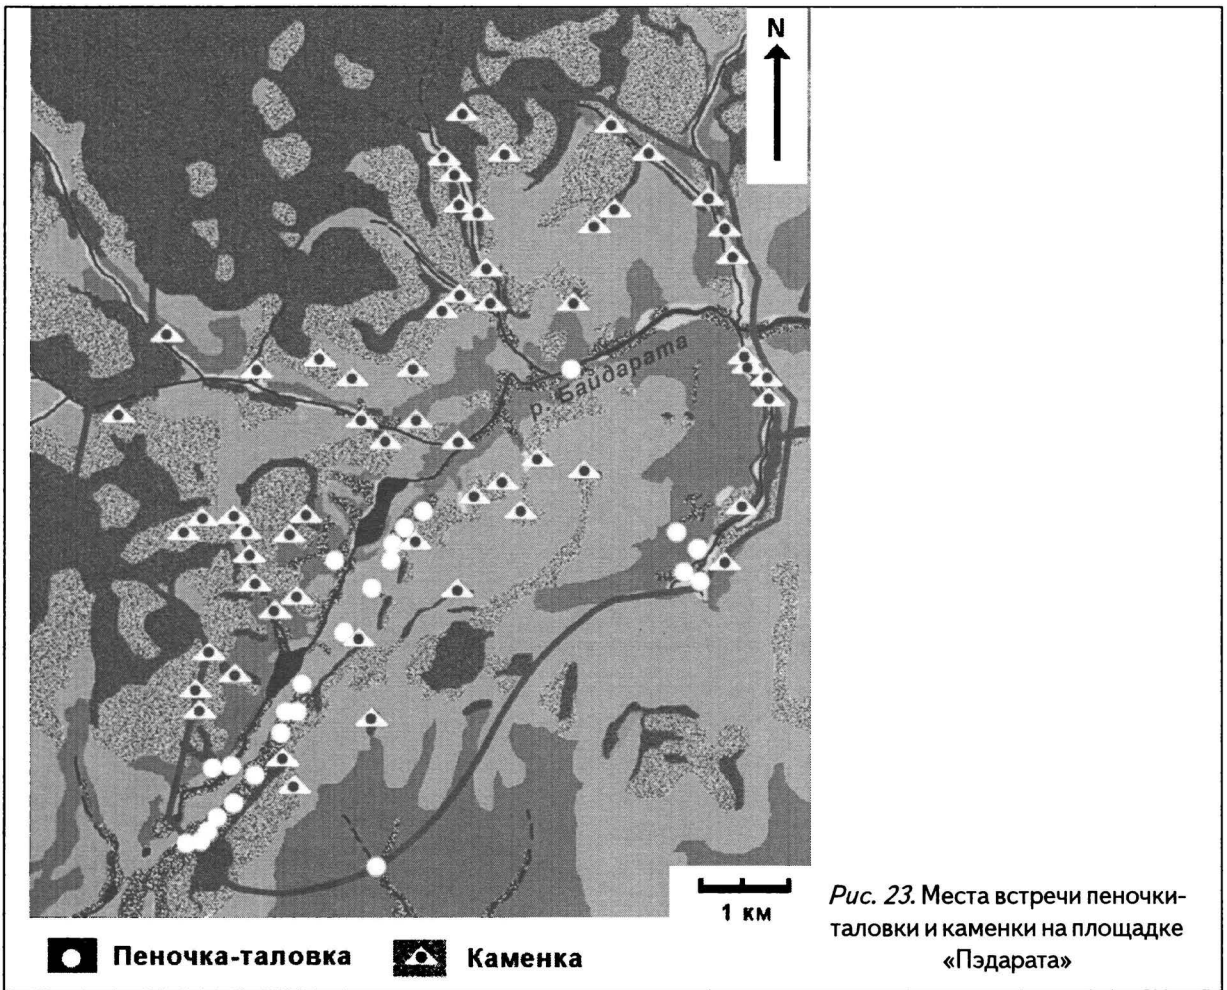 N
р. Байдарата
1 км
Рис. 23. Места встречи пеночки-
таловки и каменки на площадке
«Пэдарата»
Пеночка-таловка
Каменка